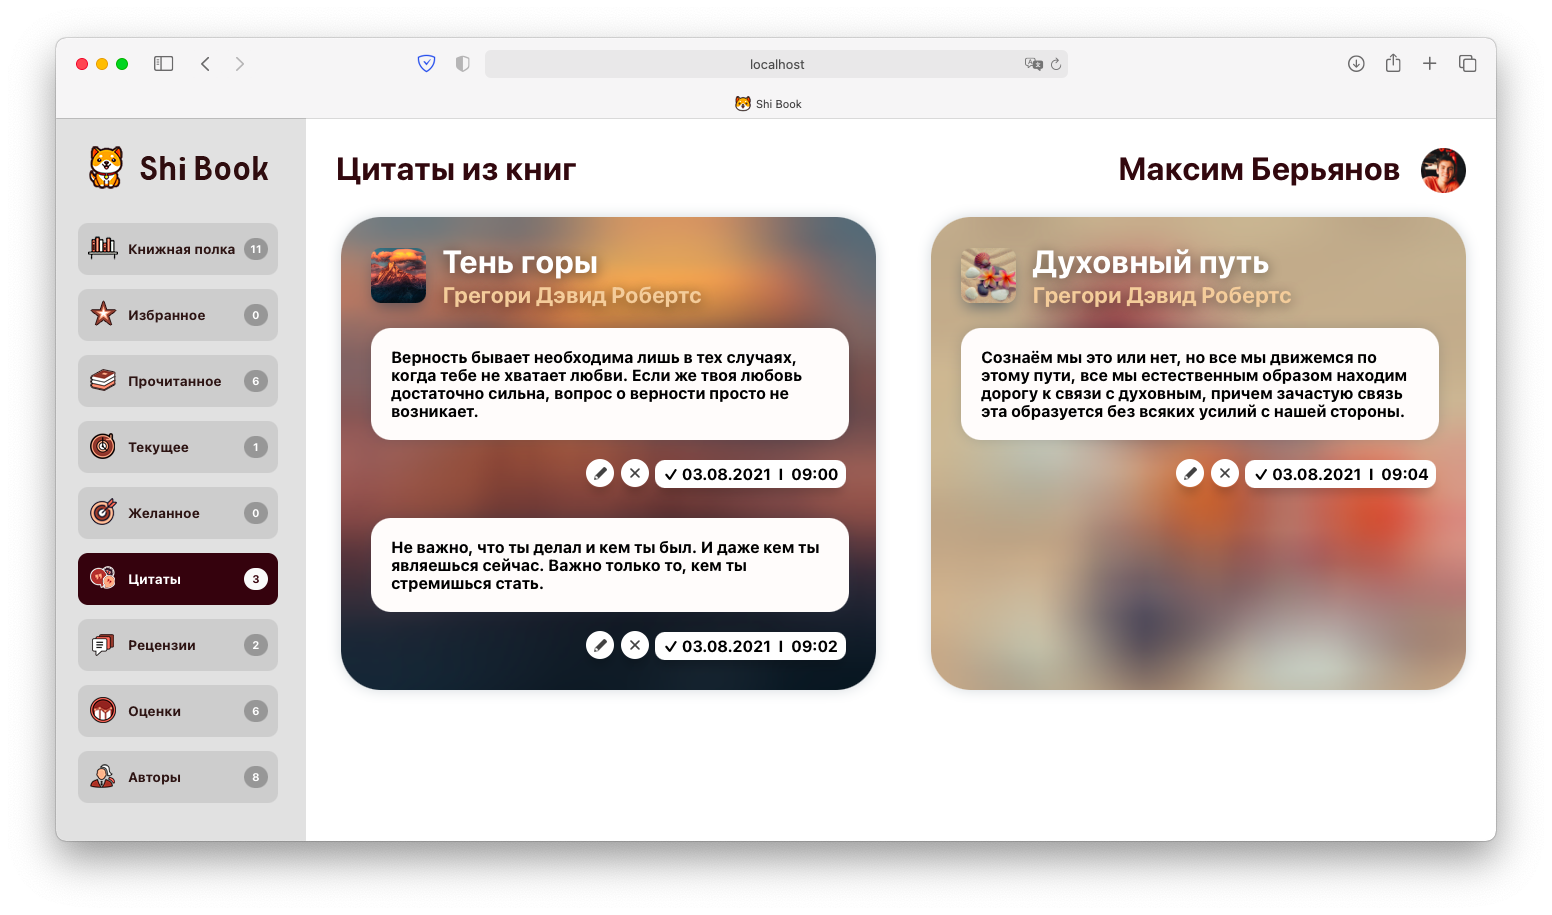 localhost
Shi Book
Shi Book
Книжная полка 11
Избранное 0
Прочитанное 6
Текущее 1
Желанное 0
Цитаты 3
Рецензии 2
Оценки 6
Авторы 8
Цитаты из книг
Максим Берьянов
Тень горы
Грегори Дэвид Робертс
Верность бывает необходима лишь в тех случаях,
когда тебе не хватает любви. Если же твоя любовь
достаточно сильна, вопрос о верности просто не
возникает.
03.08.2021 | 09:00
Не важно, что ты делал и кем ты был. И даже кем ты
являешься сейчас. Важно только то, кем ты
стремишься стать.
03.08.2021 | 09:02
Духовный путь
Грегори Дэвид Робертс
Сознаём мы это или нет, но все мы движемся по
этому пути, все мы естественным образом находим
дорогу к связи с духовным, причем зачастую связь
эта образуется без всяких усилий с нашей стороны.
03.08.2021 | 09:04